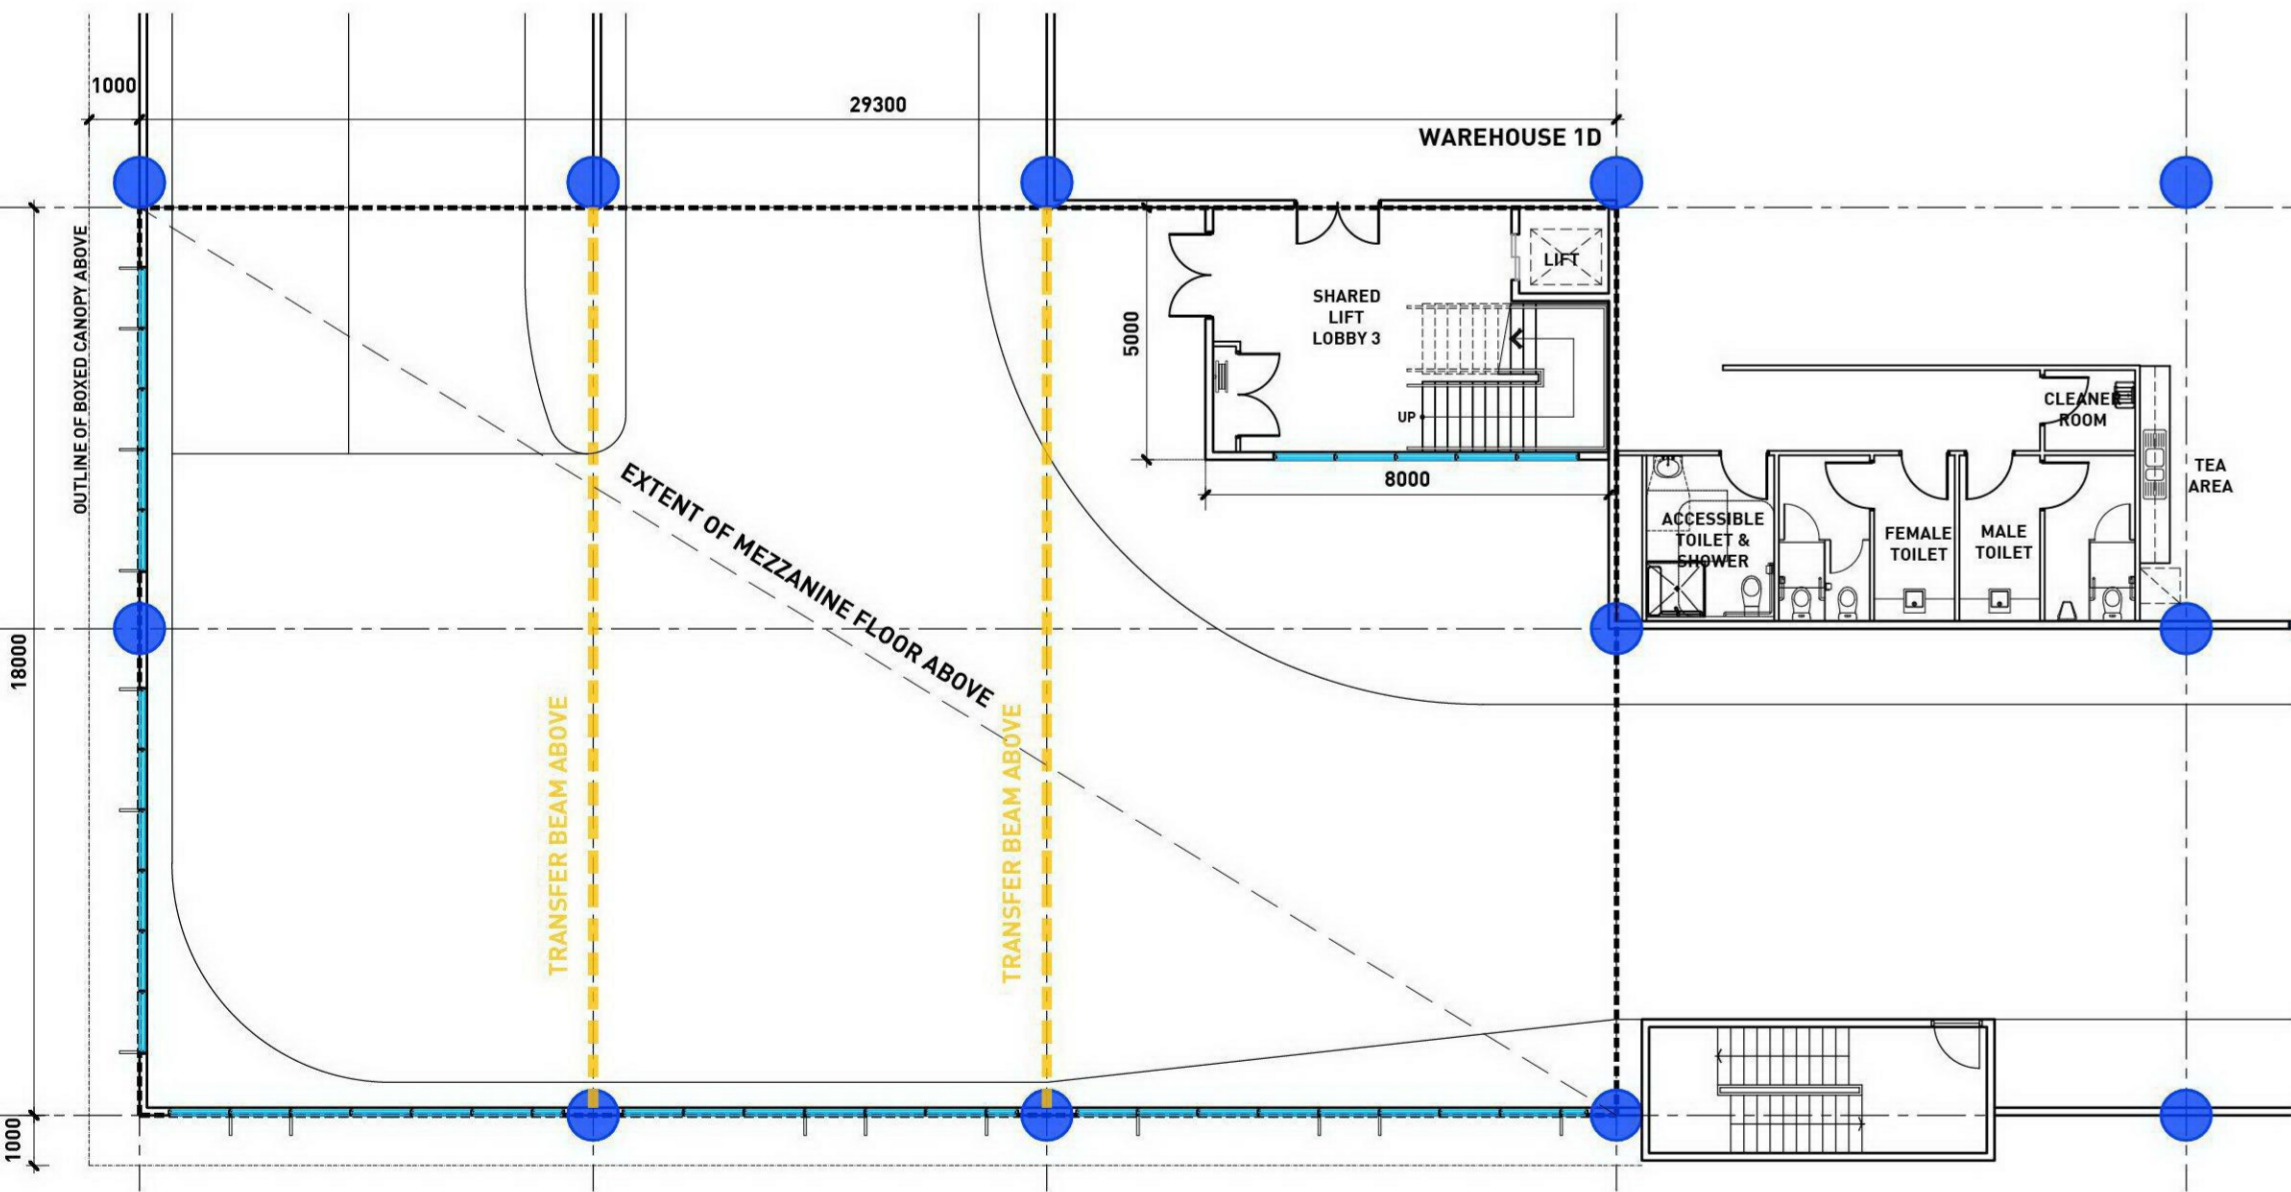 1000
29300
WAREHOUSE 1D
OUTLINE OF BOXED CANOPY ABOVE
LIFT
SHARED
LIFT
LOBBY 3
5000
UP
8000
CLEANER
ROOM
TEA
AREA
ACCESSIBLE
TOILET &
SHOWER
FEMALE
TOILET
MALE
TOILET
EXTENT OF MEZZANINE FLOOR ABOVE
18000
TRANSFER BEAM ABOVE
TRANSFER BEAM ABOVE
1000